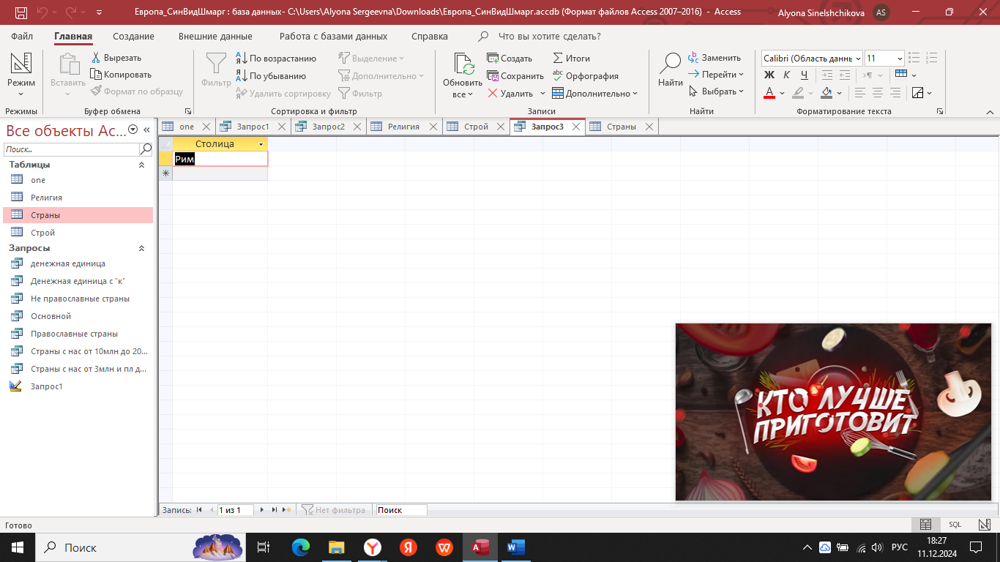 Европа_СинВидШмарг : база данных- C:\Users\Alyona Sergeevna\Downloads\Европа_СинВидШмарг.accdb (Формат файлов Access 2007–2016) - Access
Alyona Sinelshchikova
AS
Файл Главная Создание Внешние данные Работа с базами данных Справка Что вы хотите сделать?
Режим
Режимы
Вставить
Вырезать
Копировать
Формат по образцу
Буфер обмена
Фильтр
По возрастанию
По убыванию
Удалить сортировку
Выделение
Дополнительно
Фильтр
Сортировка и фильтр
Обновить
все
Создать
Сохранить
Удалить
Итоги
Орфография
Дополнительно
Записи
Найти
Заменить
Перейти
Выбрать
Найти
Calibri (Область данных
11
Ж К Ч
Форматирование текста
Все объекты Ac...
Поиск...
Таблицы
one
Религия
Страны
Строй
Запросы
денежная единица
Денежная единица с "к"
Не православные страны
Основной
Православные страны
Страны с нас от 10млн до 20...
Страны с нас от 3млн и пл д...
Запрос1
one Запрос1 Запрос2 Религия Строй Запрос3 Страны
Столица
Рим
КТО ЛУЧШЕ
ПРИГОТОВИТ
Запись: 1 из 1 Нет фильтра Поиск
Готово
SQL
Поиск
РУС
18:27
11.12.2024